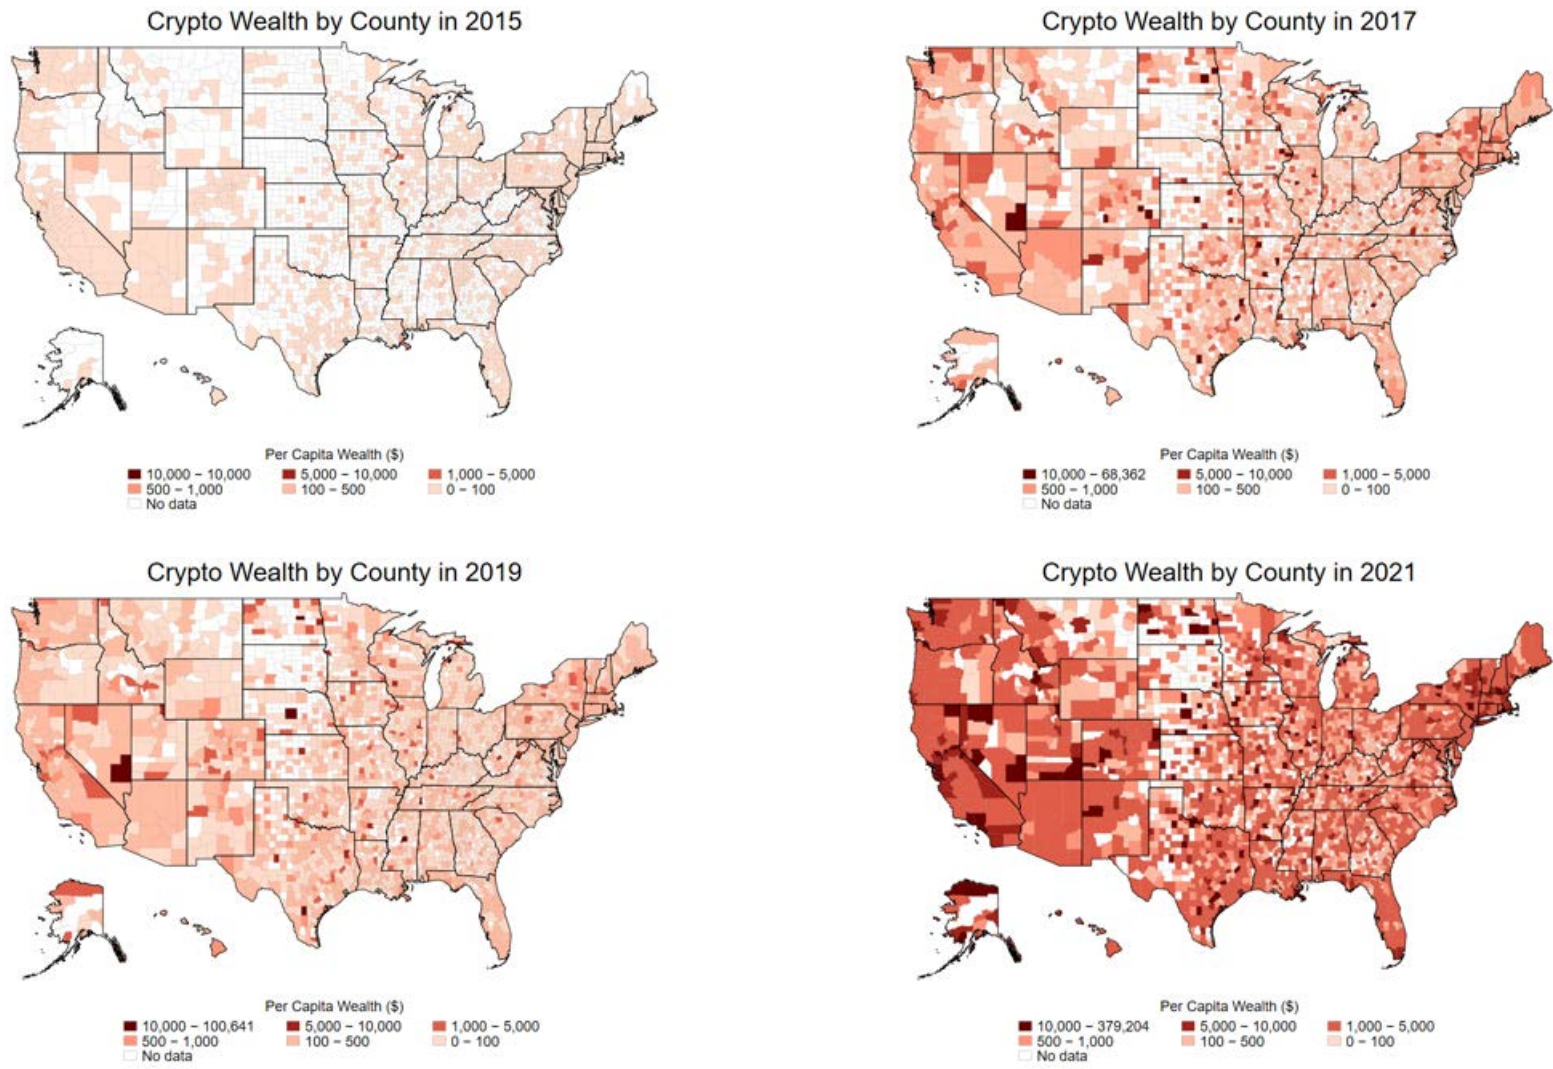 Crypto Wealth by County in 2015
Per Capita Wealth ($)
10,000 – 10,000 5,000 – 10,000 1,000 – 5,000
500 – 1,000 100 – 500 0 – 100
No data
Crypto Wealth by County in 2017
Per Capita Wealth ($)
10,000 – 68,362 5,000 – 10,000 1,000 – 5,000
500 – 1,000 100 – 500 0 – 100
No data
Crypto Wealth by County in 2019
Per Capita Wealth ($)
10,000 – 100,641 5,000 – 10,000 1,000 – 5,000
500 – 1,000 100 – 500 0 – 100
No data
Crypto Wealth by County in 2021
Per Capita Wealth ($)
10,000 – 379,204 5,000 – 10,000 1,000 – 5,000
500 – 1,000 100 – 500 0 – 100
No data